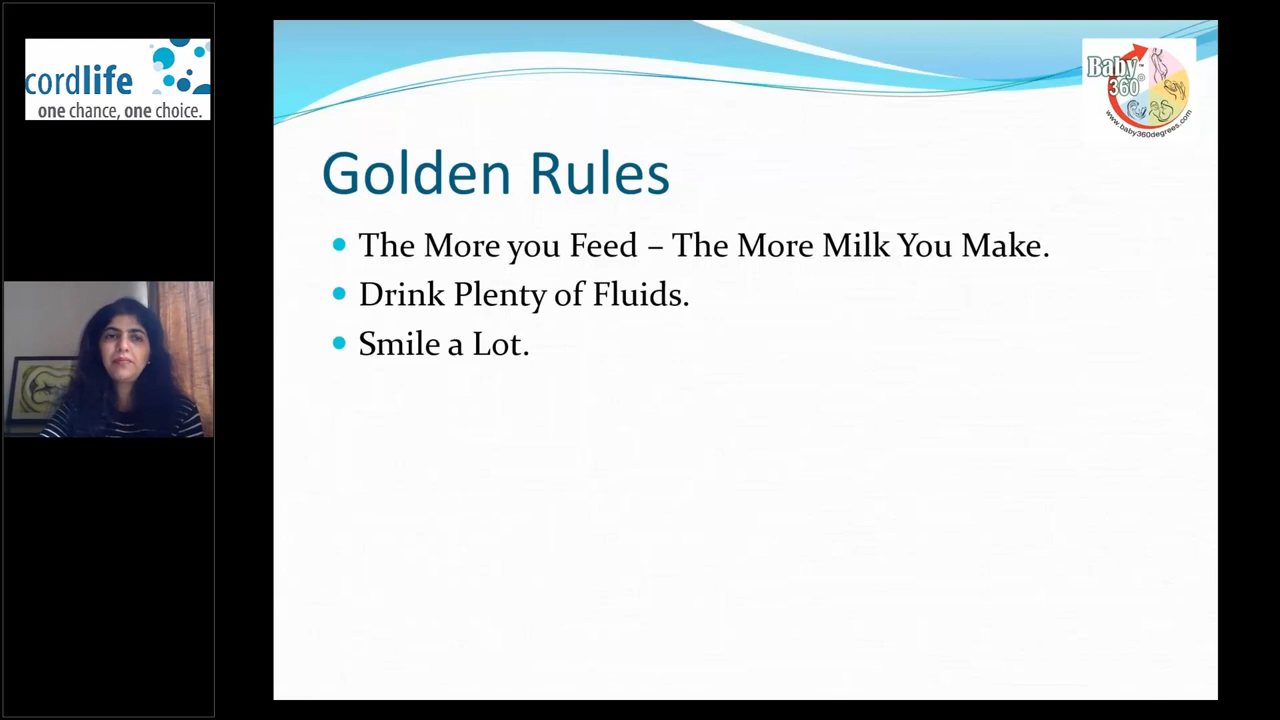 cordlife
one chance, one choice.
Baby
360°
www.baby360degrees.com
Golden Rules
The More you Feed – The More Milk You Make.
Drink Plenty of Fluids.
Smile a Lot.